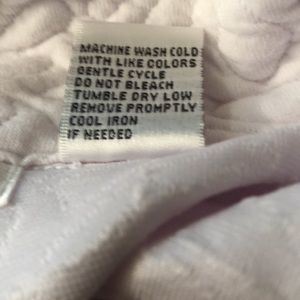 MACHINE WASH COLD
WITH LIKE COLORS
GENTLE CYCLE
DO NOT BLEACH
TUMBLE DRY LOW
REMOVE PROMPTLY
COOL IRON
IF NEEDED